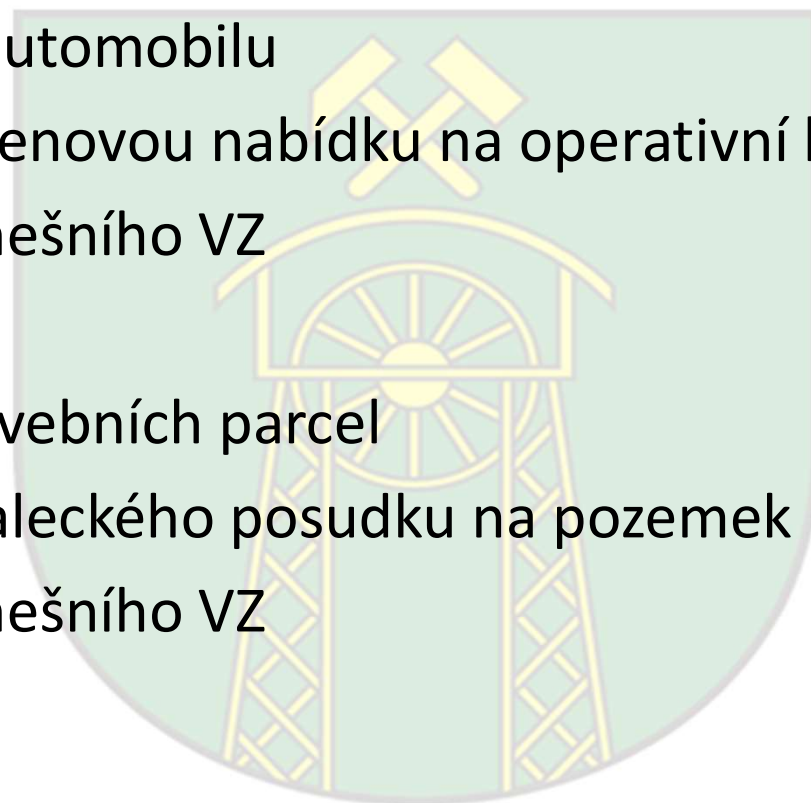 utomobilu
enovou nabídku na operativní
nešního VZ
vebních parcel
aleckého posudku na pozemek
nešního VZ